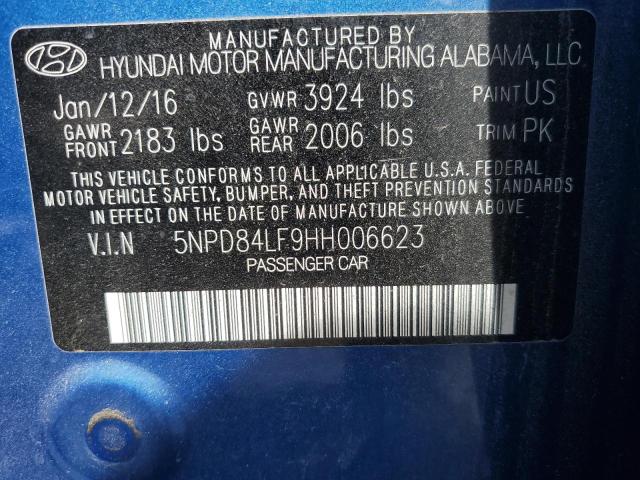 MANUFACTURED BY
HYUNDAI MOTOR MANUFACTURING ALABAMA, LLC
Jan/12/16 GVWR 3924 lbs PAINT US
GAWR FRONT 2183 lbs GAWR REAR 2006 lbs TRIM PK
THIS VEHICLE CONFORMS TO ALL APPLICABLE U.S.A. FEDERAL
MOTOR VEHICLE SAFETY, BUMPER, AND THEFT PREVENTION STANDARDS
IN EFFECT ON THE DATE OF MANUFACTURE SHOWN ABOVE.
V.I.N 5NPD84LF9HH006623
PASSENGER CAR